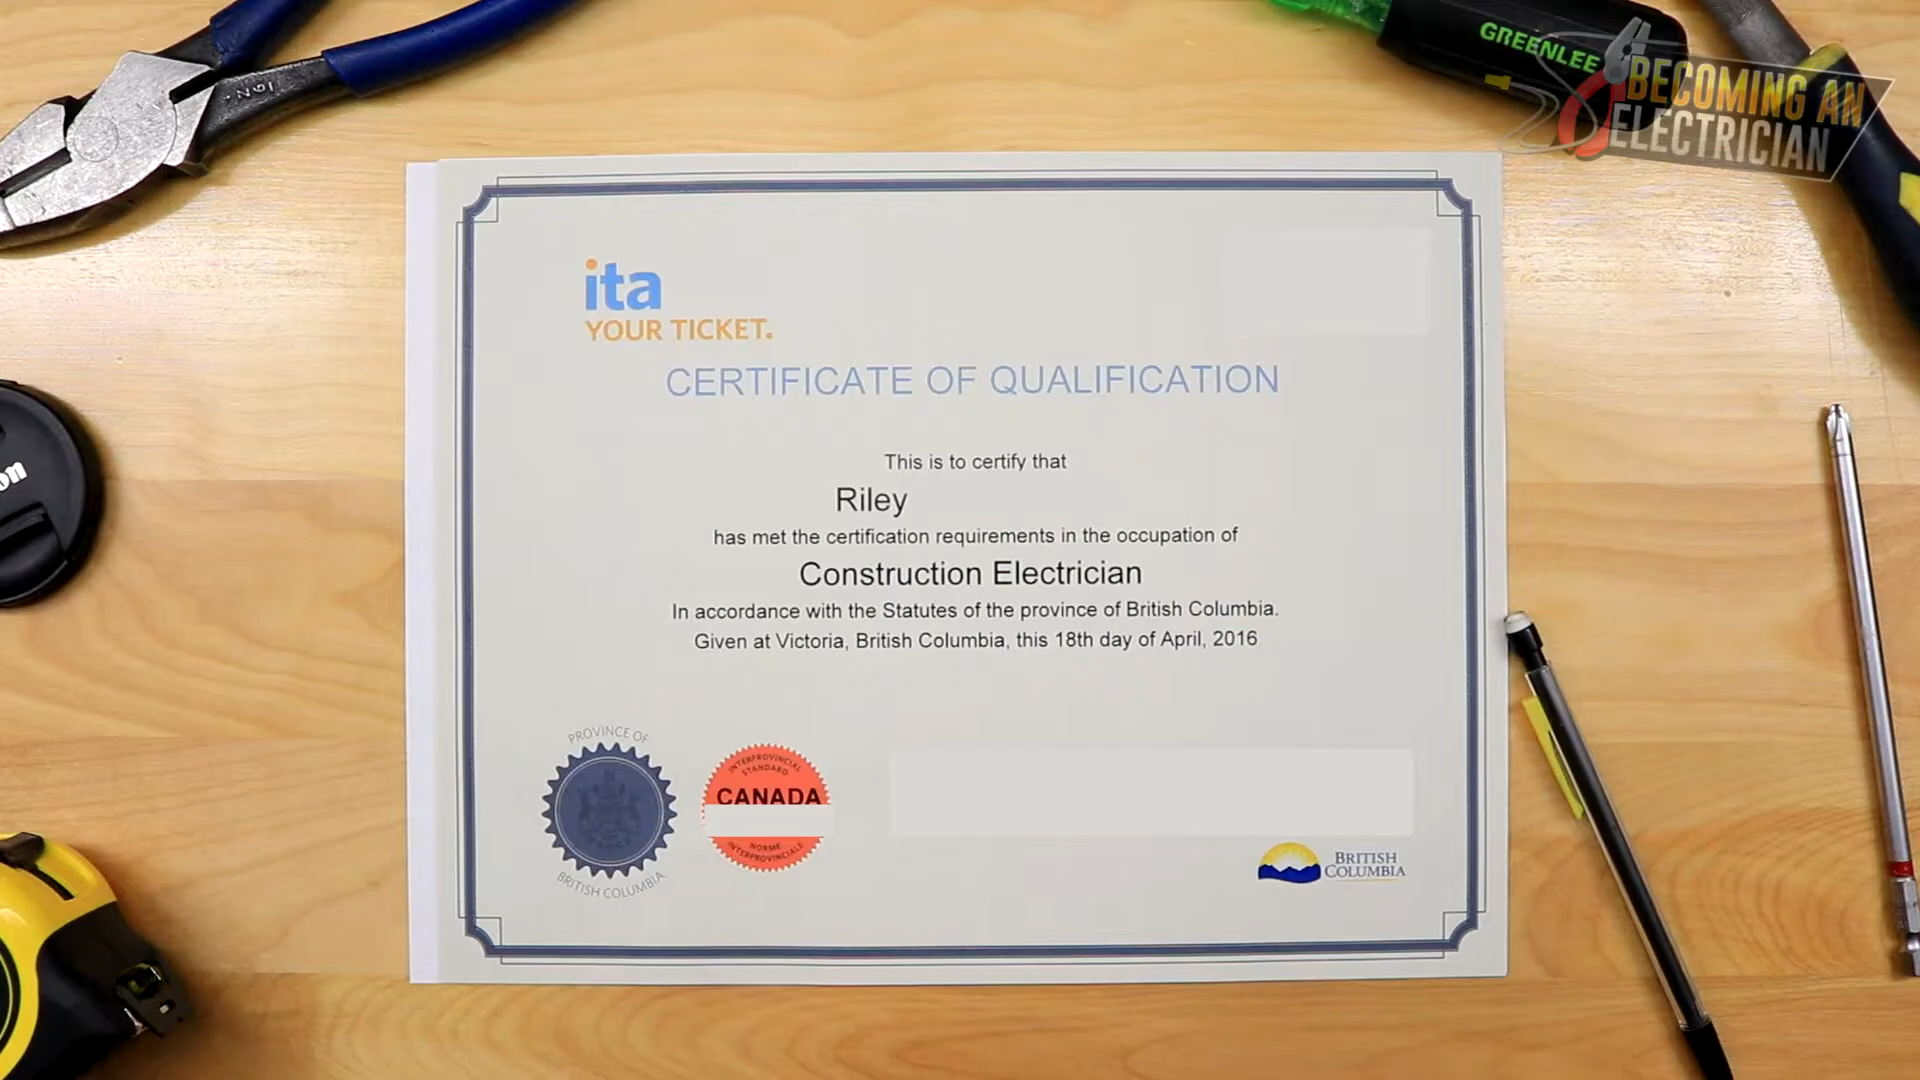 GREENLEE
BECOMING AN
ELECTRICIAN
ita
YOUR TICKET.
CERTIFICATE OF QUALIFICATION
This is to certify that
Riley
has met the certification requirements in the occupation of
Construction Electrician
In accordance with the Statutes of the province of British Columbia.
Given at Victoria, British Columbia, this 18th day of April, 2016
PROVINCE OF
BRITISH COLUMBIA
INTERPROVINCIAL
STANDARD
CANADA
NORME
INTERPROVINCIALE
BRITISH
COLUMBIA